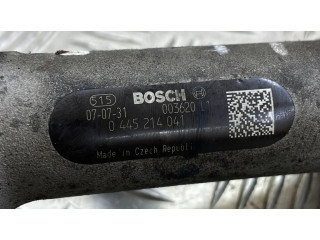 515 BOSCH
07-07-31 003620
0 445 214 041
Made in Czech Republic